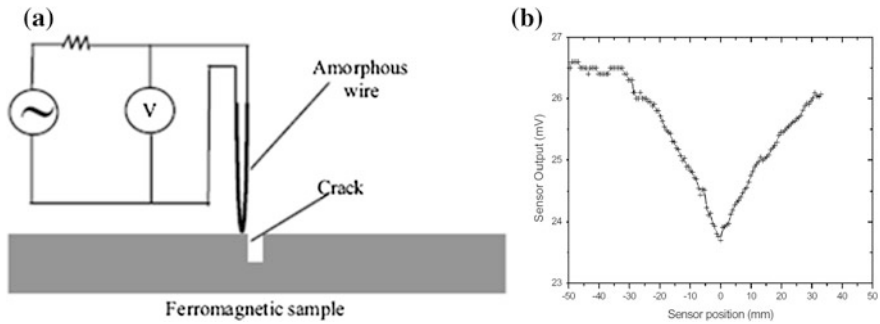 (a)
V
Amorphous
wire
Crack
Ferromagnetic sample
(b)
Sensor Output (mV)
27
26
25
24
23
-50 -40 -30 -20 -10 0 10 20 30 40 50
Sensor position (mm)